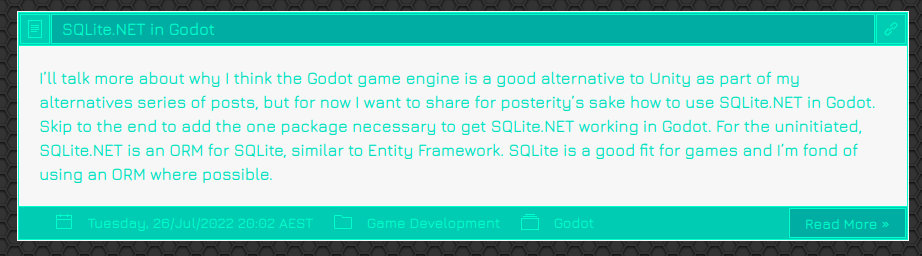 SQLite.NET in Godot
I'll talk more about why I think the Godot game engine is a good alternative to Unity as part of my
alternatives series of posts, but for now I want to share for posterity's sake how to use SQLite.NET in Godot.
Skip to the end to add the one package necessary to get SQLite.NET working in Godot. For the uninitiated,
SQLite.NET is an ORM for SQLite, similar to Entity Framework. SQLite is a good fit for games and I'm fond of
using an ORM where possible.
Tuesday, 26/Jul/2022 20:02 AEST Game Development Godot Read More »